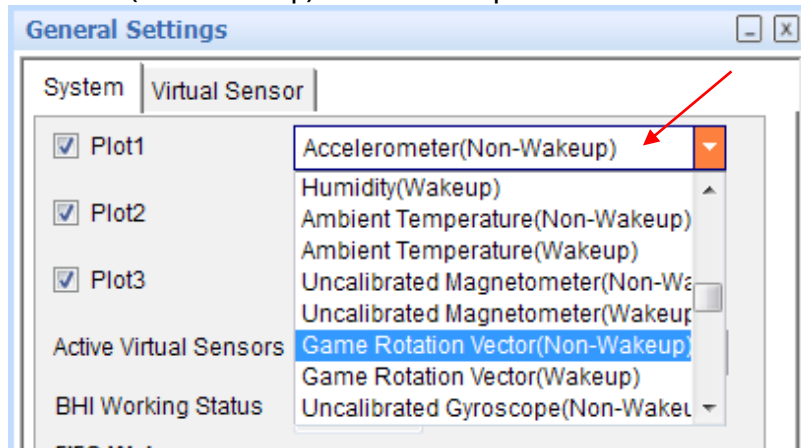 General Settings
System Virtual Sensor
Plot1 Accelerometer(Non-Wakeup)
Humidity(Wakeup)
Plot2 Ambient Temperature(Non-Wakeup)
Ambient Temperature(Wakeup)
Plot3 Uncalibrated Magnetometer(Non-Wa
Uncalibrated Magnetometer(Wakeup
Active Virtual Sensors Game Rotation Vector(Non-Wakeup)
Game Rotation Vector(Wakeup)
BHI Working Status Uncalibrated Gyroscope(Non-Wakeu